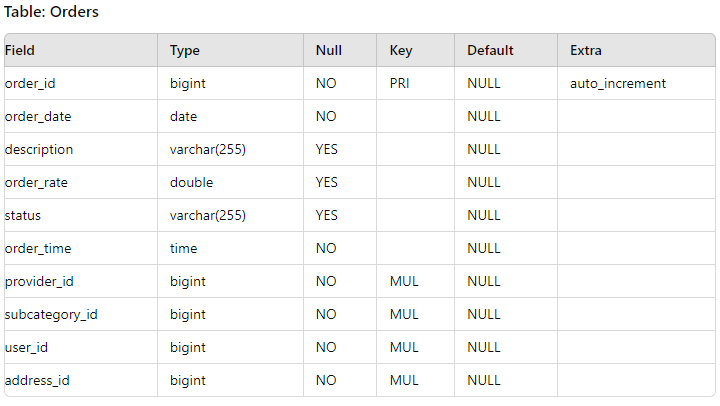 Table: Orders
Field Type Null Key Default Extra
order_id bigint NO PRI NULL auto_increment
order_date date NO NULL
description varchar(255) YES NULL
order_rate double YES NULL
status varchar(255) YES NULL
order_time time NO NULL
provider_id bigint NO MUL NULL
subcategory_id bigint NO MUL NULL
user_id bigint NO MUL NULL
address_id bigint NO MUL NULL